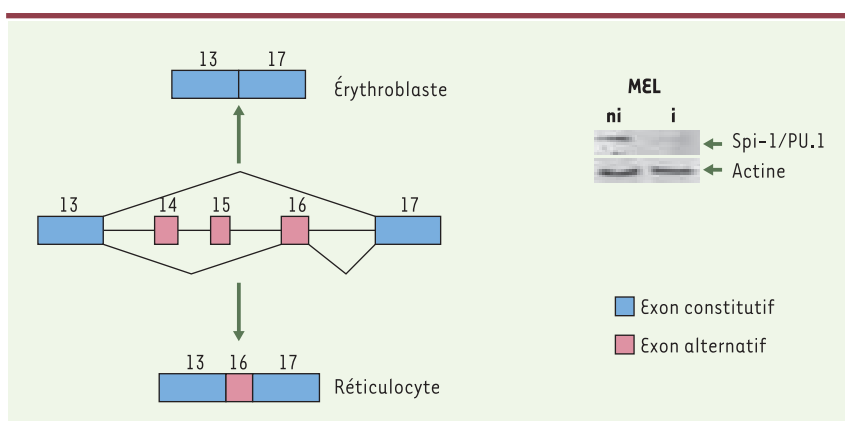 13 17
Érythroblaste
MEL
ni i
Spi-1/PU.1
Actine
13 14 15 16 17
Exon constitutif
Exon alternatif
13 16 17
Réticulocyte